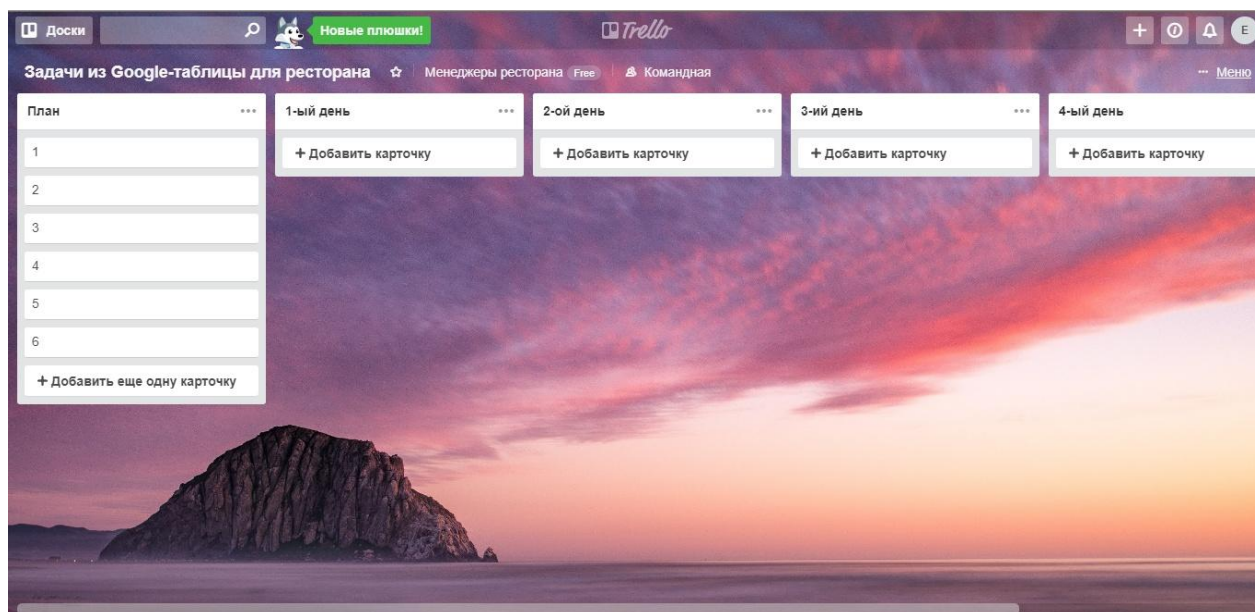 Доски
Новые плюшки!
Trello
E
Задачи из Google-таблицы для ресторана
Менеджеры ресторана Free
Командная
Меню
План
1
2
3
4
5
6
+ Добавить еще одну карточку
1-ый день
+ Добавить карточку
2-ой день
+ Добавить карточку
3-ий день
+ Добавить карточку
4-ый день
+ Добавить карточку